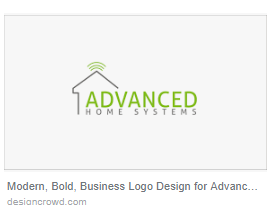 ADVANCED
HOME SYSTEMS
Modern, Bold, Business Logo Design for Advanc...
designcrowd.com